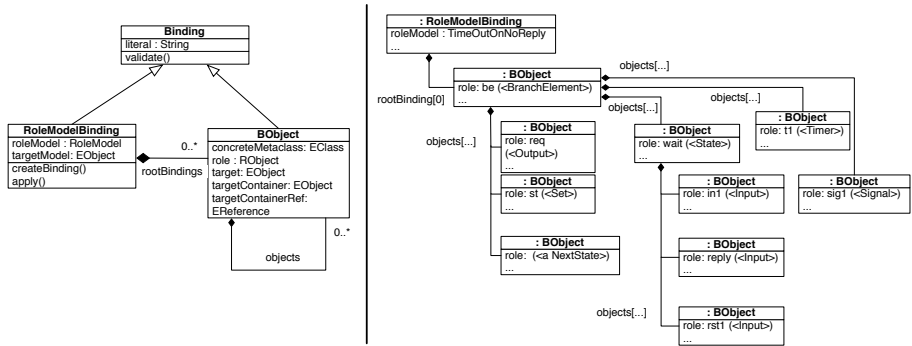 Binding
literal : String
validate()
RoleModelBinding
roleModel : RoleModel
targetModel: EObject
createBinding()
apply()
0..*
rootBindings
BObject
concreteMetaclass: EClass
role : RObject
target: EObject
targetContainer: EObject
targetContainerRef:
EReference
0..*
objects
: RoleModelBinding
roleModel : TimeOutOnNoReply
...
rootBinding[0]
: BObject
role: be (<BranchElement>)
...
objects[...]
objects[...]
objects[...]
objects[...]
: BObject
role: req
(<Output>)
: BObject
role: st (<Set>)
...
: BObject
role:  (<a NextState>)
...
: BObject
role: wait (<State>)
...
: BObject
role: t1 (<Timer>)
...
: BObject
role: in1 (<Input>)
...
: BObject
role: sig1 (<Signal>)
...
: BObject
role: reply (<Input>)
...
objects[...]
: BObject
role: rst1 (<Input>)
...